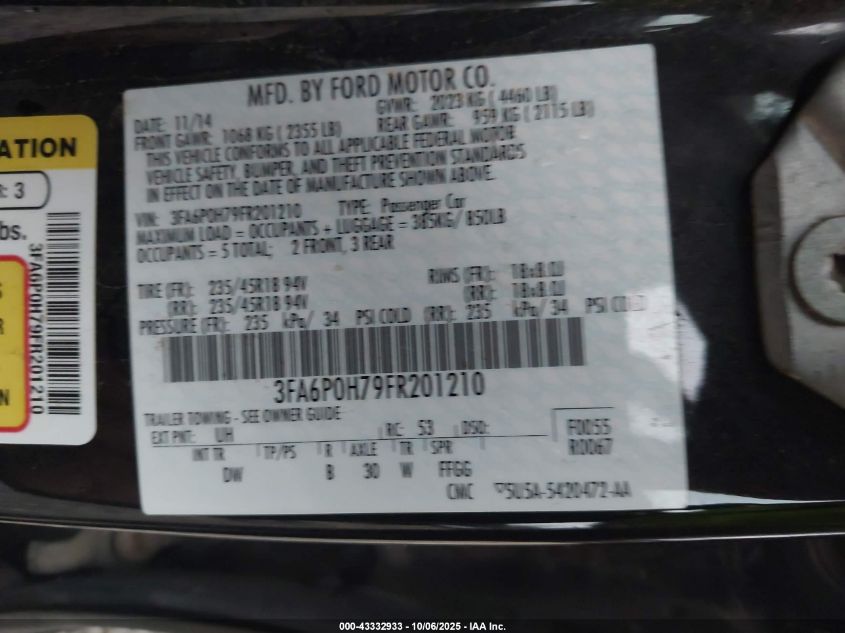 ATION
R: 3
bs.
S
R
N
3FA6P0H79FR201210
MFD. BY FORD MOTOR CO.
DATE: 11/14 GVWR: 2023 KG ( 4460 LB)
FRONT GAWR: 1068 KG ( 2355 LB) REAR GAWR: 959 KG ( 2115 LB)
THIS VEHICLE CONFORMS TO ALL APPLICABLE FEDERAL MOTOR
VEHICLE SAFETY, BUMPER, AND THEFT PREVENTION STANDARDS
IN EFFECT ON THE DATE OF MANUFACTURE SHOWN ABOVE.
VIN: 3FA6P0H79FR201210 TYPE: Passenger Car
MAXIMUM LOAD = OCCUPANTS + LUGGAGE = 385KG/ 850LB
OCCUPANTS = 5 TOTAL; 2 FRONT, 3 REAR
TIRE (FR): 235/45R18 94V RIMS (FR): 18x8.0J
(RR): 235/45R18 94V (RR): 18x8.0J
PRESSURE (FR): 235 kPa/ 34 PSI COLD (RR): 235 kPa/ 34 PSI COLD
3FA6P0H79FR201210
TRAILER TOWING - SEE OWNER GUIDE
EXT PNT: UH RC: 53 DSO: F0055
INT TR TP/PS R AXLE TR SPR R0067
DW B 30 W FFGG
CMC 5U5A-5420472-AA
000-43332933 - 10/06/2025 - IAA Inc.